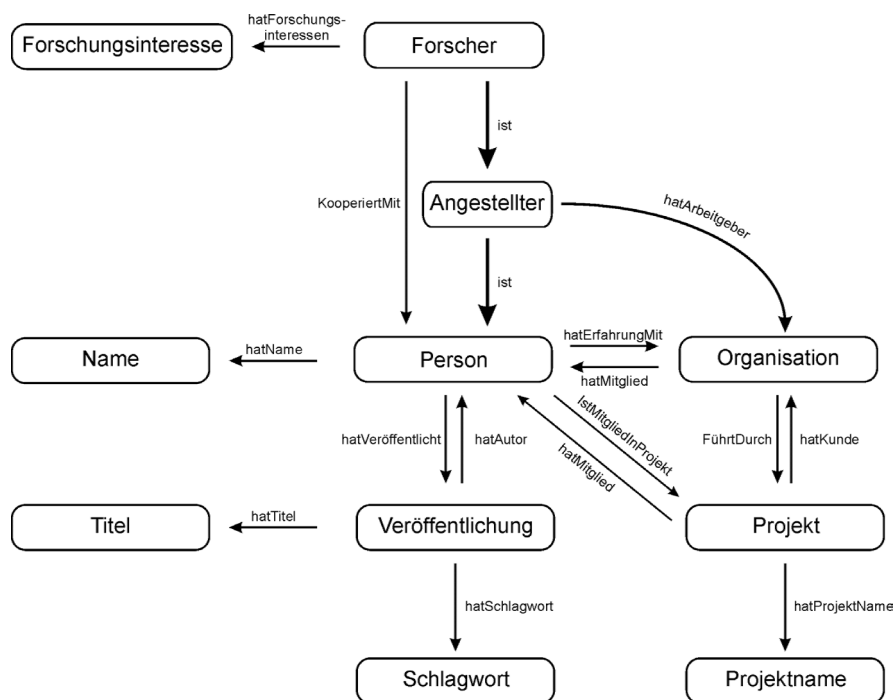 hatForschungs-
interessen
Forschungsinteresse
Forscher
ist
KooperiertMit
Angestellter
hatArbeitgeber
ist
hatName
hatErfahrungMit
Name
Person
Organisation
hatMitglied
IstMitgliedInProjekt
hatVeröffentlicht
hatAutor
FührtDurch
hatKunde
hatMitglied
hatTitel
Titel
Veröffentlichung
Projekt
hatSchlagwort
hatProjektName
Schlagwort
Projektname